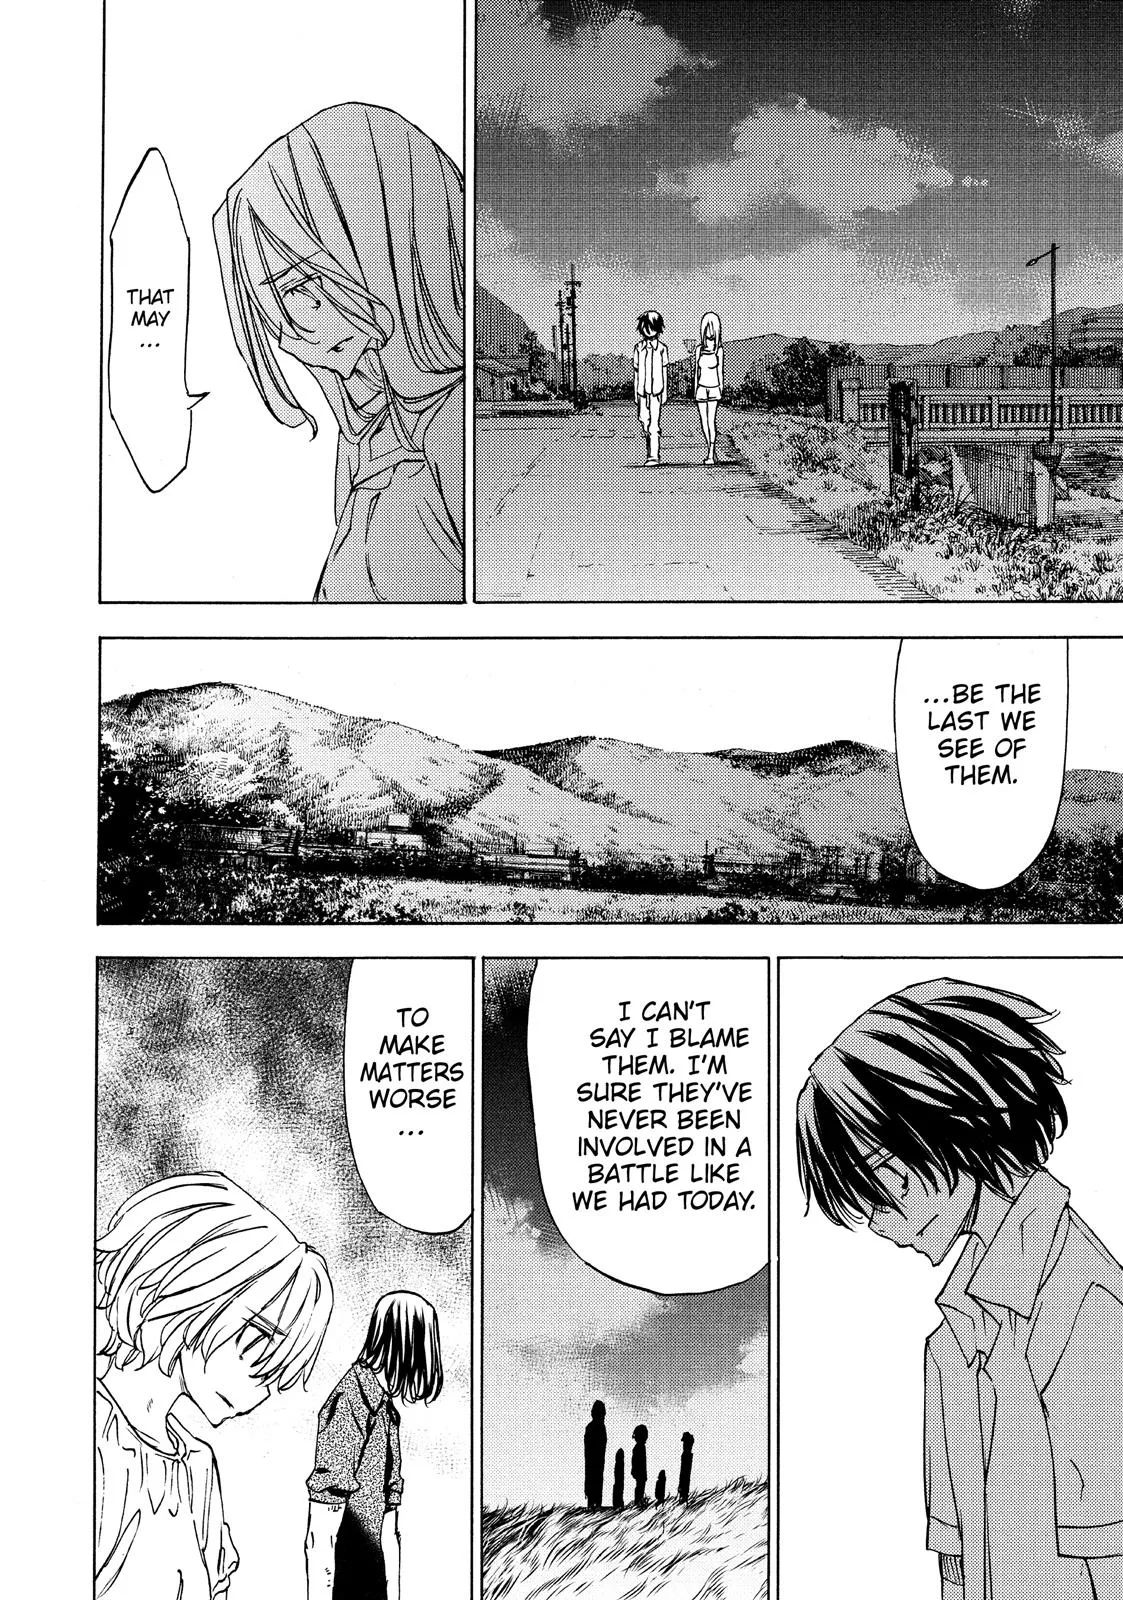 THAT
MAY
...
...BE THE
LAST WE
SEE OF
THEM.
I CAN'T
SAY I BLAME
THEM. I'M
SURE THEY'VE
NEVER BEEN
INVOLVED IN A
BATTLE LIKE
WE HAD TODAY.
TO
MAKE
MATTERS
WORSE
...